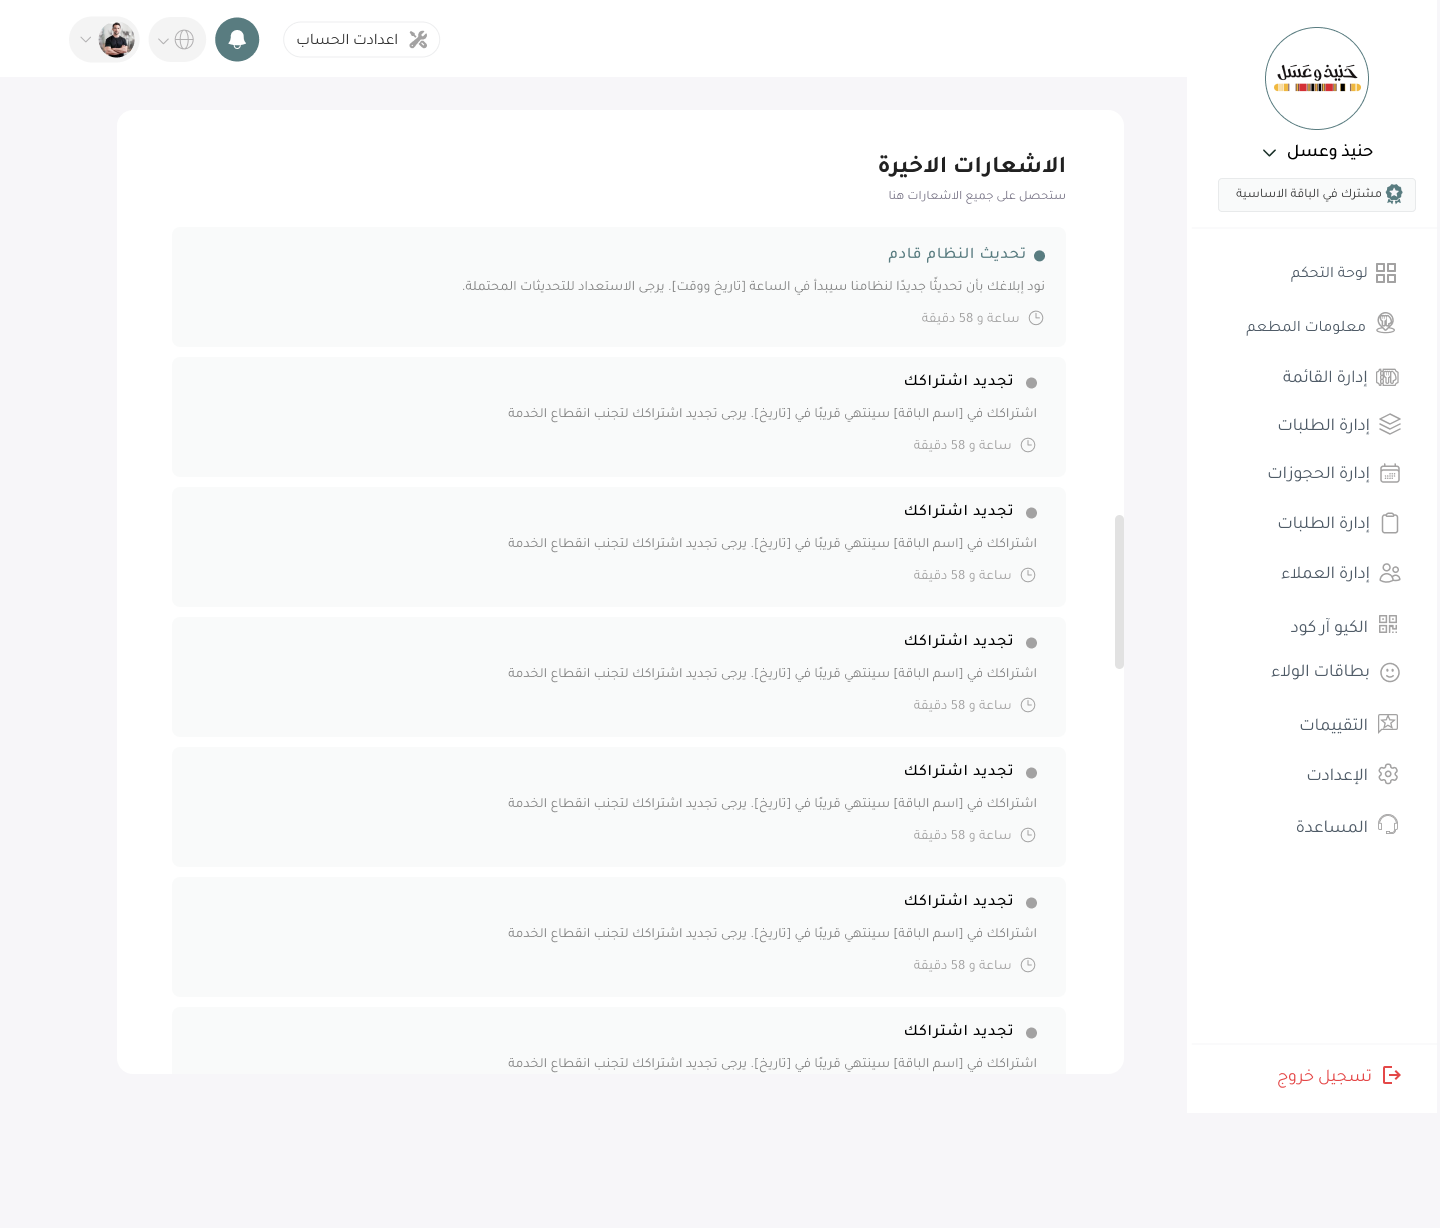 حنيذ وعسل
حنيذ وعسل
مشترك في الباقة الاساسية
لوحة التحكم
معلومات المطعم
إدارة القائمة
إدارة الطلبات
إدارة الحجوزات
إدارة الطلبات
إدارة العملاء
الكيو آر كود
بطاقات الولاء
التقييمات
الإعدادت
المساعدة
تسجيل خروج
اعدادت الحساب
الاشعارات الاخيرة
ستحصل على جميع الاشعارات هنا
تحديث النظام قادم
نود إبلاغك بأن تحديثًا جديدًا لنظامنا سيبدأ في الساعة [تاريخ ووقت]. يرجى الاستعداد للتحديثات المحتملة.
ساعة و 58 دقيقة
تجديد اشتراكك
اشتراكك في [اسم الباقة] سينتهي قريبًا في [تاريخ]. يرجى تجديد اشتراكك لتجنب انقطاع الخدمة
ساعة و 58 دقيقة
تجديد اشتراكك
اشتراكك في [اسم الباقة] سينتهي قريبًا في [تاريخ]. يرجى تجديد اشتراكك لتجنب انقطاع الخدمة
ساعة و 58 دقيقة
تجديد اشتراكك
اشتراكك في [اسم الباقة] سينتهي قريبًا في [تاريخ]. يرجى تجديد اشتراكك لتجنب انقطاع الخدمة
ساعة و 58 دقيقة
تجديد اشتراكك
اشتراكك في [اسم الباقة] سينتهي قريبًا في [تاريخ]. يرجى تجديد اشتراكك لتجنب انقطاع الخدمة
ساعة و 58 دقيقة
تجديد اشتراكك
اشتراكك في [اسم الباقة] سينتهي قريبًا في [تاريخ]. يرجى تجديد اشتراكك لتجنب انقطاع الخدمة
ساعة و 58 دقيقة
تجديد اشتراكك
اشتراكك في [اسم الباقة] سينتهي قريبًا في [تاريخ]. يرجى تجديد اشتراكك لتجنب انقطاع الخدمة